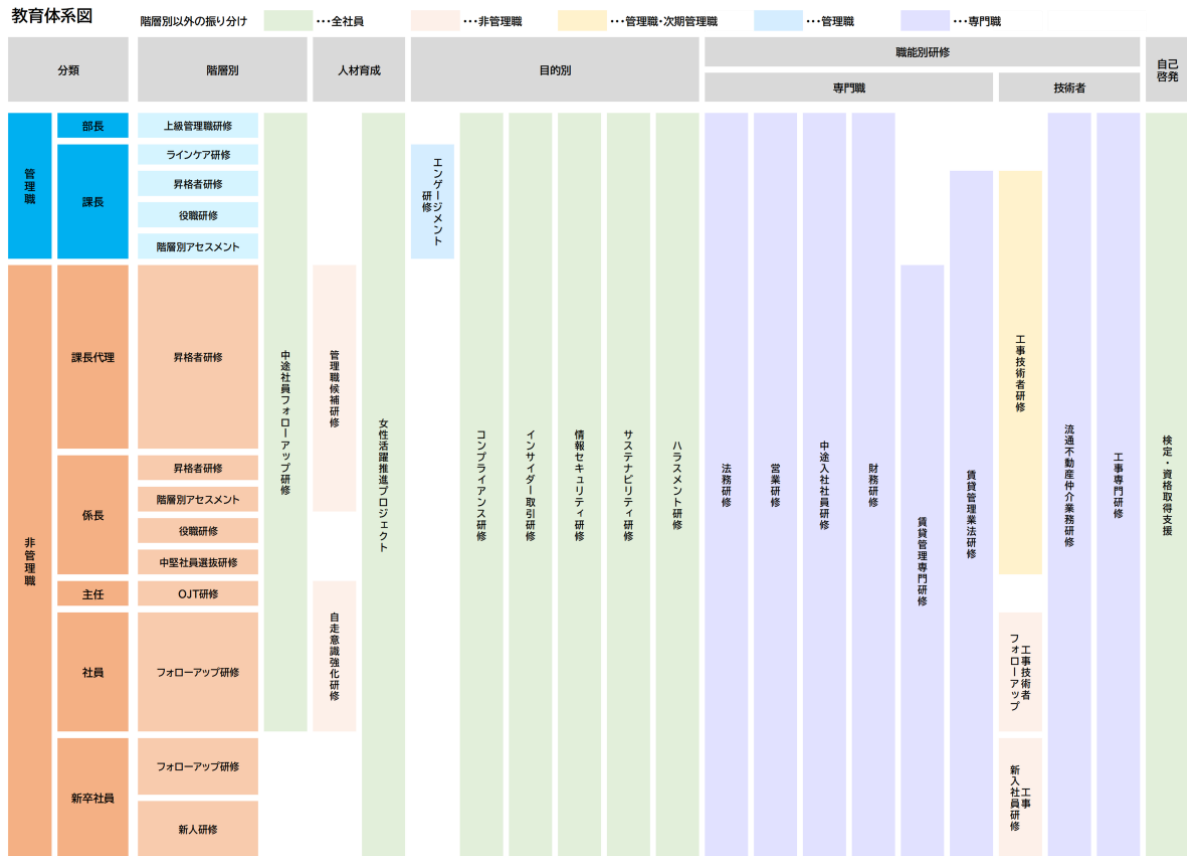 教育体系図
階層別以外の振り分け
･･･全社員
･･･非管理職
･･･管理職･次期管理職
･･･管理職
･･･専門職
分類
階層別
人材育成
目的別
職能別研修
専門職
技術者
自己
啓発
管理職
部長
上級管理職研修
課長
ラインケア研修
昇格者研修
役職研修
階層別アセスメント
非管理職
課長代理
昇格者研修
係長
昇格者研修
階層別アセスメント
役職研修
中堅社員選抜研修
主任
OJT研修
社員
フォローアップ研修
新卒社員
フォローアップ研修
新人研修
中途社員フォローアップ研修
管理職候補研修
自走意識強化研修
女性活躍推進プロジェクト
エンゲージメント
研修
コンプライアンス研修
インサイダー取引研修
情報セキュリティ研修
サステナビリティ研修
ハラスメント研修
法務研修
営業研修
中途入社社員研修
財務研修
賃貸管理専門研修
賃貸管理業法研修
工事技術者研修
工事技術者
フォローアップ
工事
新入社員研修
流通不動産仲介業務研修
工事専門研修
検定・資格取得支援